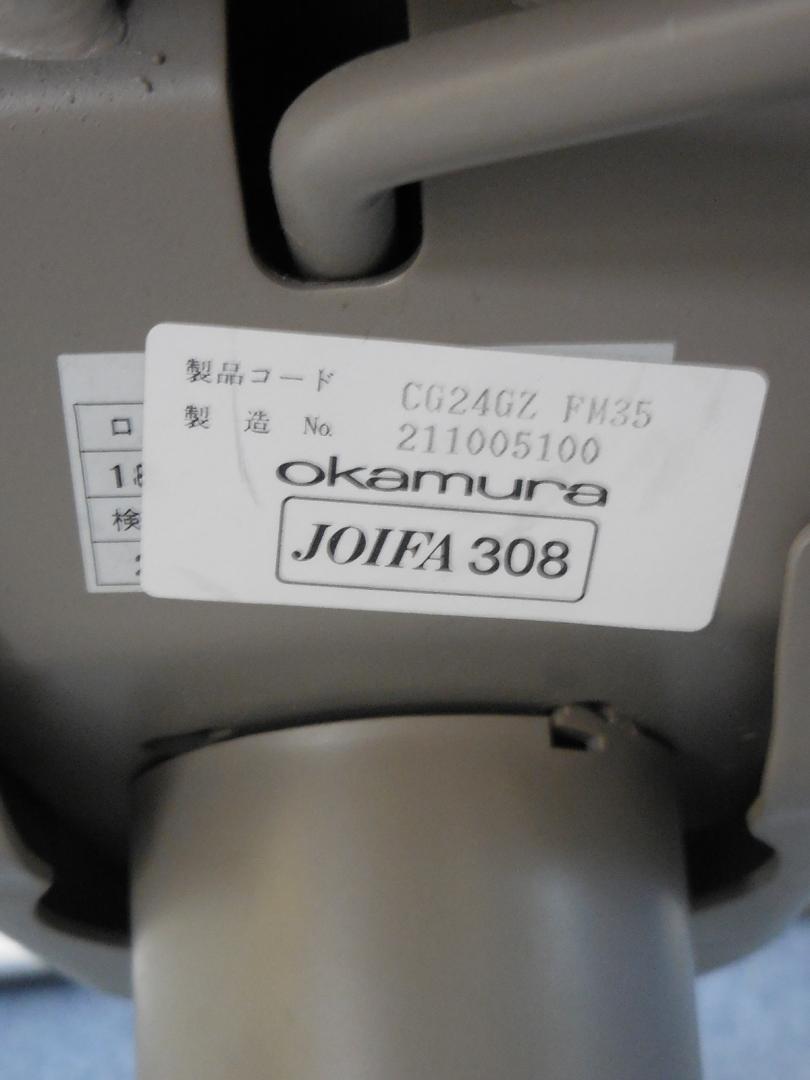 製品コード CG24GZ FM35
製造 No. 211005100
okamura
JOIFA 308
ロ
18
検